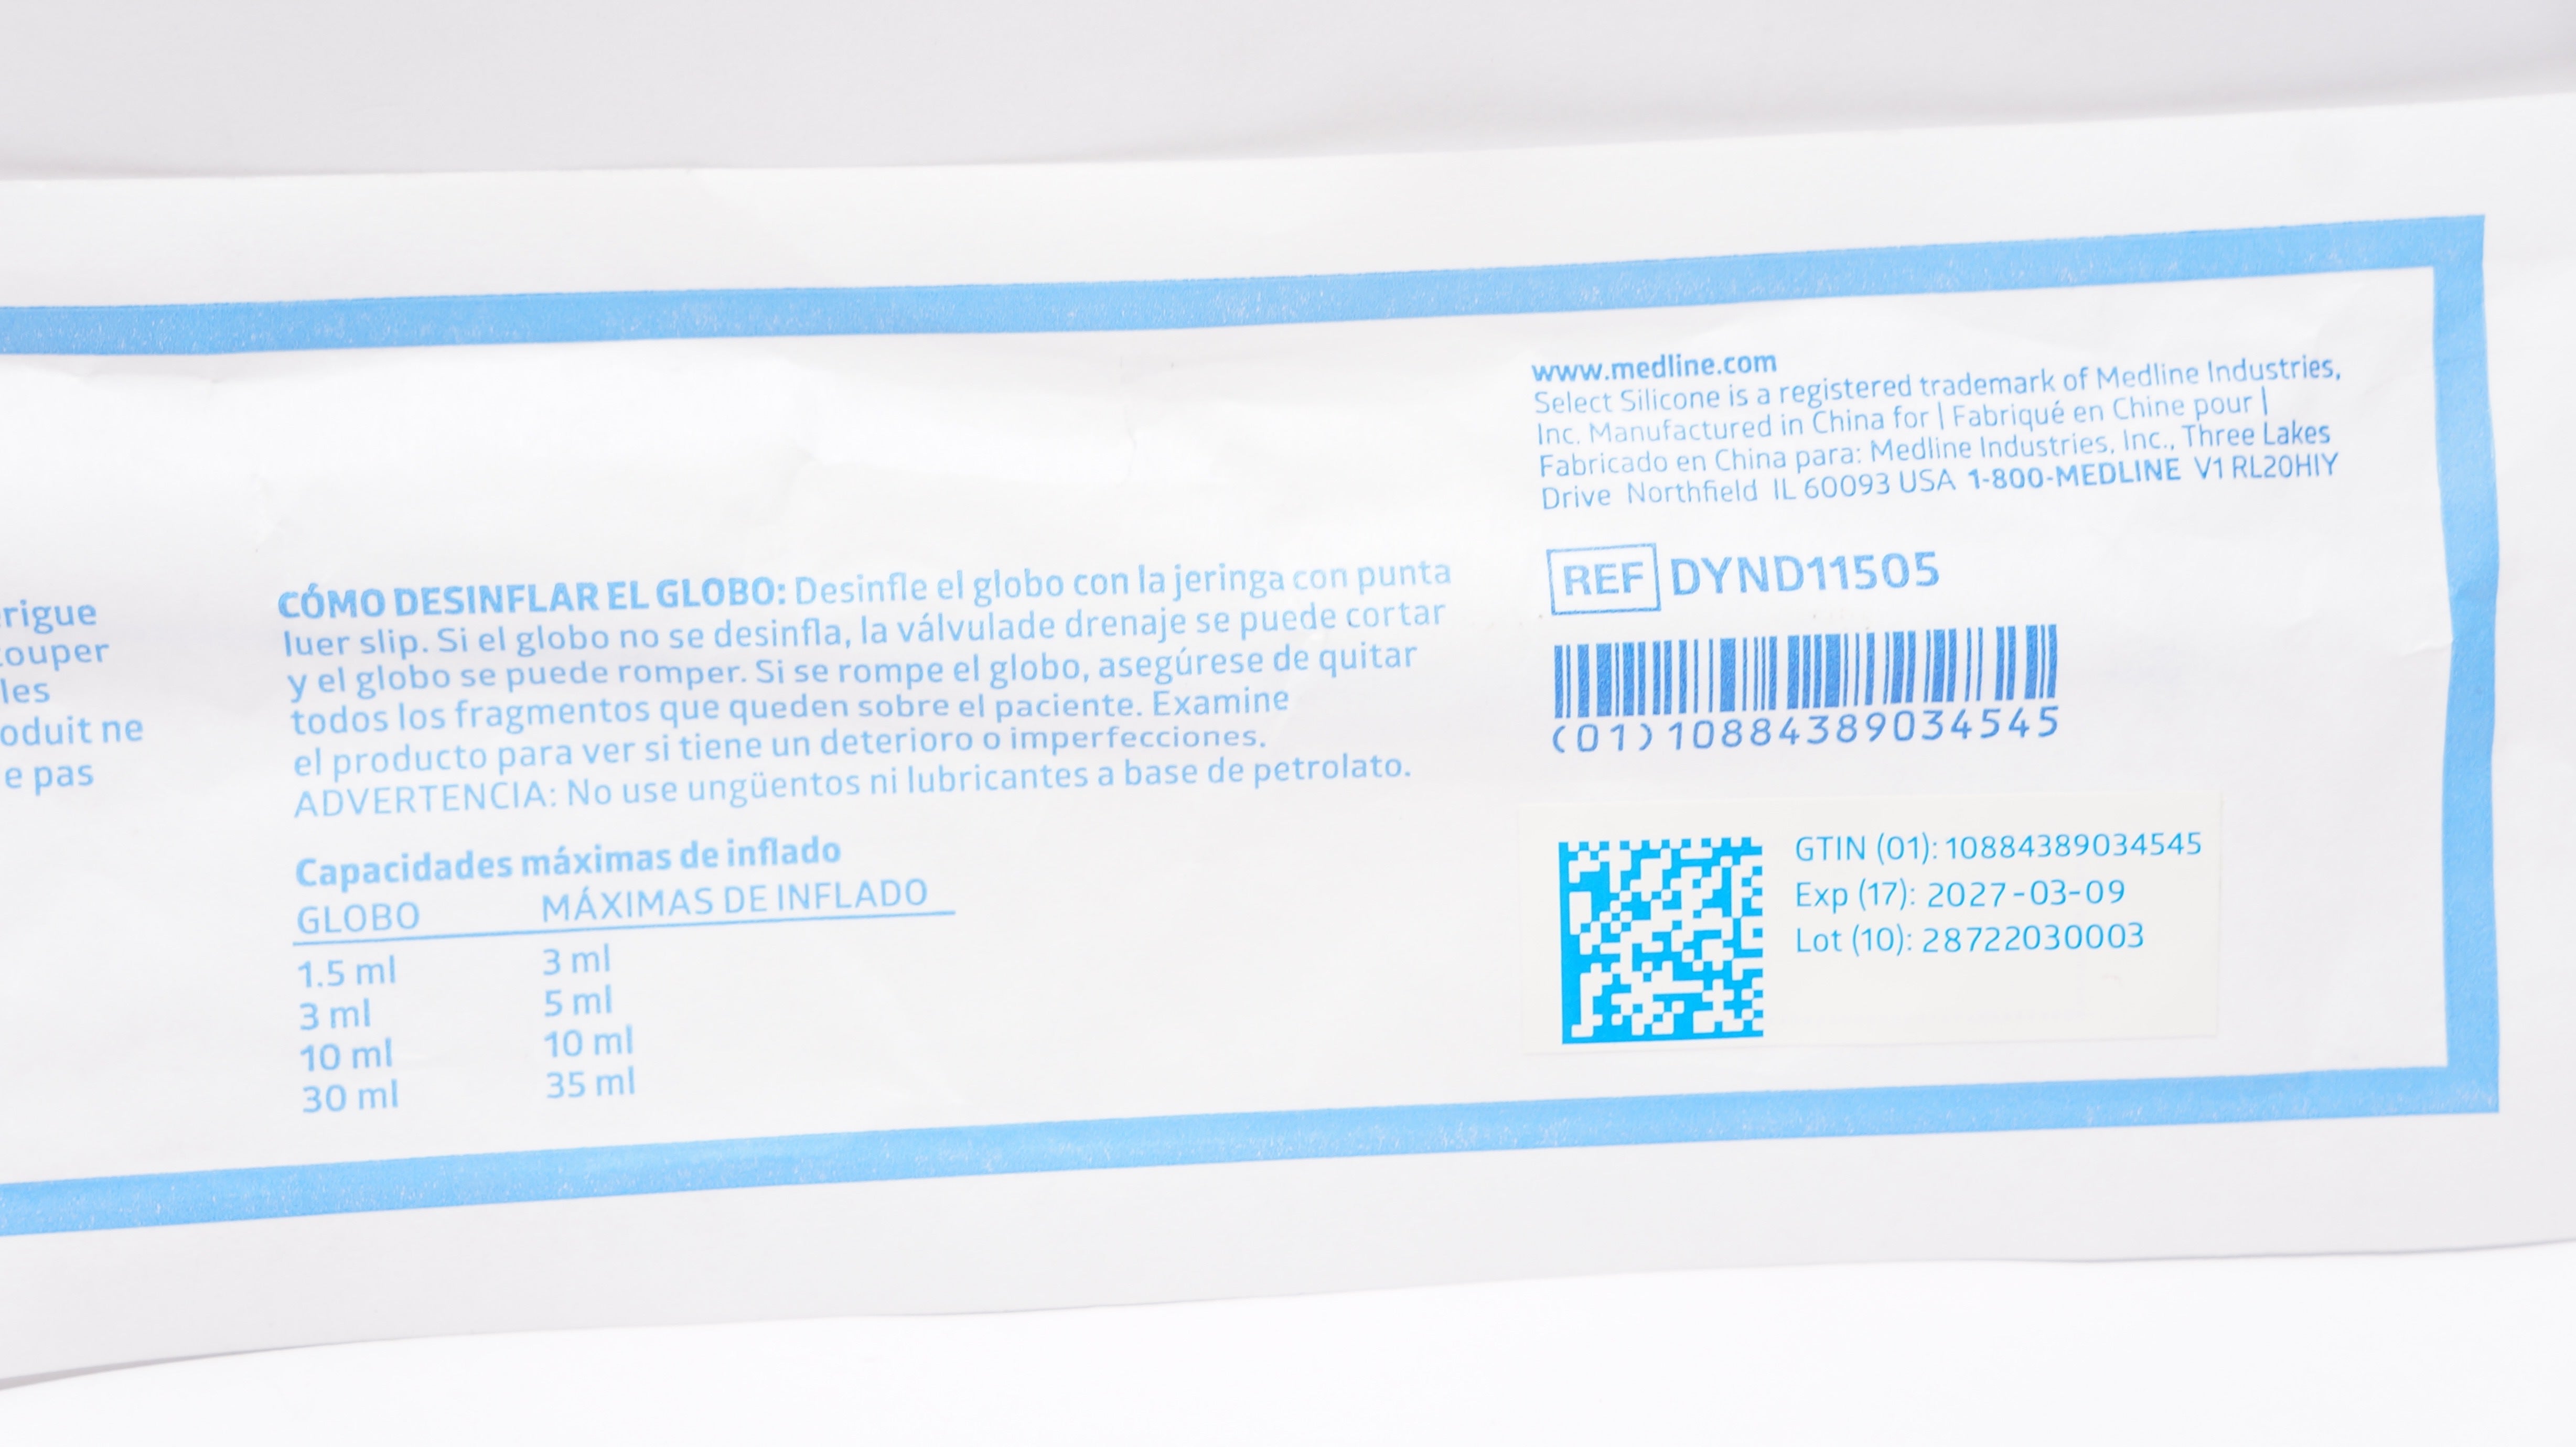 rigue
couper
les
oduit ne
e pas
CÓMO DESINFLAR EL GLOBO: Desinfle el globo con la jeringa con punta
luer slip. Si el globo no se desinfla, la válvulade drenaje se puede cortar
y el globo se puede romper. Si se rompe el globo, asegúrese de quitar
todos los fragmentos que queden sobre el paciente. Examine
el producto para ver si tiene un deterioro o imperfecciones.
ADVERTENCIA: No use ungüentos ni lubricantes a base de petrolato.
Capacidades máximas de inflado
GLOBO MÁXIMAS DE INFLADO
1.5 ml 3 ml
3 ml 5 ml
10 ml 10 ml
30 ml 35 ml
www.medline.com
Select Silicone is a registered trademark of Medline Industries,
Inc. Manufactured in China for | Fabriqué en Chine pour |
Fabricado en China para: Medline Industries, Inc., Three Lakes
Drive Northfield IL 60093 USA 1-800-MEDLINE V1 RL20HIY
REF DYND11505
(01)10884389034545
GTIN (01): 10884389034545
Exp (17): 2027-03-09
Lot (10): 28722030003